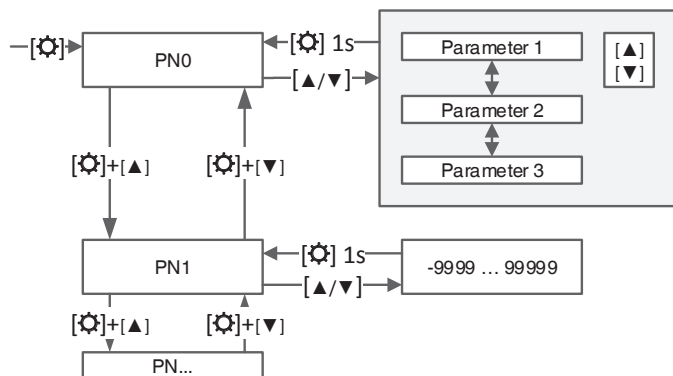 [⚙]
PN0
[⚙] 1s
[▲/▼]
Parameter 1
Parameter 2
Parameter 3
[▲]
[▼]
[⚙]+[▲]
[⚙]+[▼]
PN1
[⚙] 1s
[▲/▼]
-9999 ... 99999
[⚙]+[▲]
[⚙]+[▼]
PN...